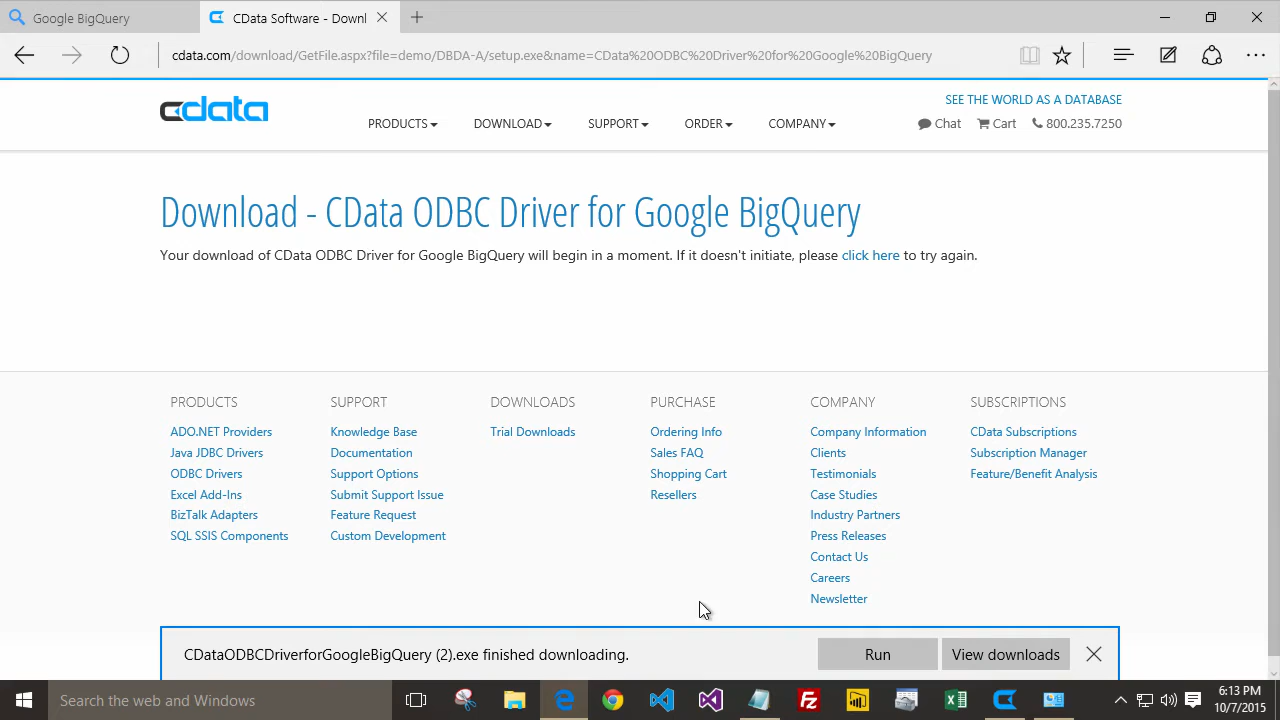 Google BigQuery
CData Software - Downl
cdata.com/download/GetFile.aspx?file=demo/DBDA-A/setup.exe&name=CData%20ODBC%20Driver%20for%20Google%20BigQuery
cdata
SEE THE WORLD AS A DATABASE
PRODUCTS DOWNLOAD SUPPORT ORDER COMPANY Chat Cart 800.235.7250
Download - CData ODBC Driver for Google BigQuery
Your download of CData ODBC Driver for Google BigQuery will begin in a moment. If it doesn't initiate, please click here to try again.
PRODUCTS
ADO.NET Providers
Java JDBC Drivers
ODBC Drivers
Excel Add-Ins
BizTalk Adapters
SQL SSIS Components
SUPPORT
Knowledge Base
Documentation
Support Options
Submit Support Issue
Feature Request
Custom Development
DOWNLOADS
Trial Downloads
PURCHASE
Ordering Info
Sales FAQ
Shopping Cart
Resellers
COMPANY
Company Information
Clients
Testimonials
Case Studies
Industry Partners
Press Releases
Contact Us
Careers
Newsletter
SUBSCRIPTIONS
CData Subscriptions
Subscription Manager
Feature/Benefit Analysis
CDataODBCDriverforGoogleBigQuery (2).exe finished downloading.
Run
View downloads
Search the web and Windows
6:13 PM
10/7/2015